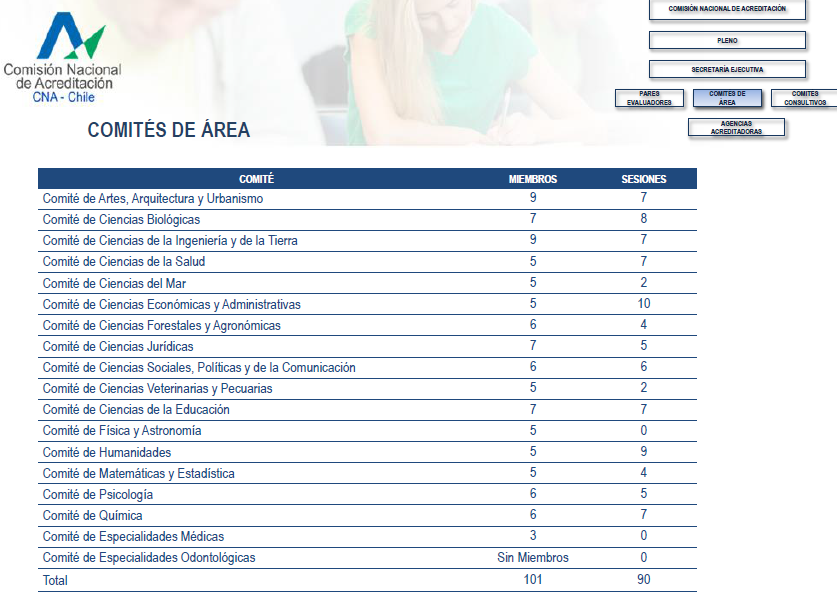 Comisión Nacional
de Acreditación
CNA - Chile
COMISIÓN NACIONAL DE ACREDITACIÓN
PLENO
SECRETARÍA EJECUTIVA
PARES
EVALUADORES
COMITÉS DE
ÁREA
COMITÉS
CONSULTIVOS
AGENCIAS
ACREDITADORAS
COMITÉS DE ÁREA
COMITÉ MIEMBROS SESIONES
Comité de Artes, Arquitectura y Urbanismo 9 7
Comité de Ciencias Biológicas 7 8
Comité de Ciencias de la Ingeniería y de la Tierra 9 7
Comité de Ciencias de la Salud 5 7
Comité de Ciencias del Mar 5 2
Comité de Ciencias Económicas y Administrativas 5 10
Comité de Ciencias Forestales y Agronómicas 6 4
Comité de Ciencias Jurídicas 7 5
Comité de Ciencias Sociales, Políticas y de la Comunicación 6 6
Comité de Ciencias Veterinarias y Pecuarias 5 2
Comité de Ciencias de la Educación 7 7
Comité de Física y Astronomía 5 0
Comité de Humanidades 5 9
Comité de Matemáticas y Estadística 5 4
Comité de Psicología 6 5
Comité de Química 6 7
Comité de Especialidades Médicas 3 0
Comité de Especialidades Odontológicas Sin Miembros 0
Total 101 90